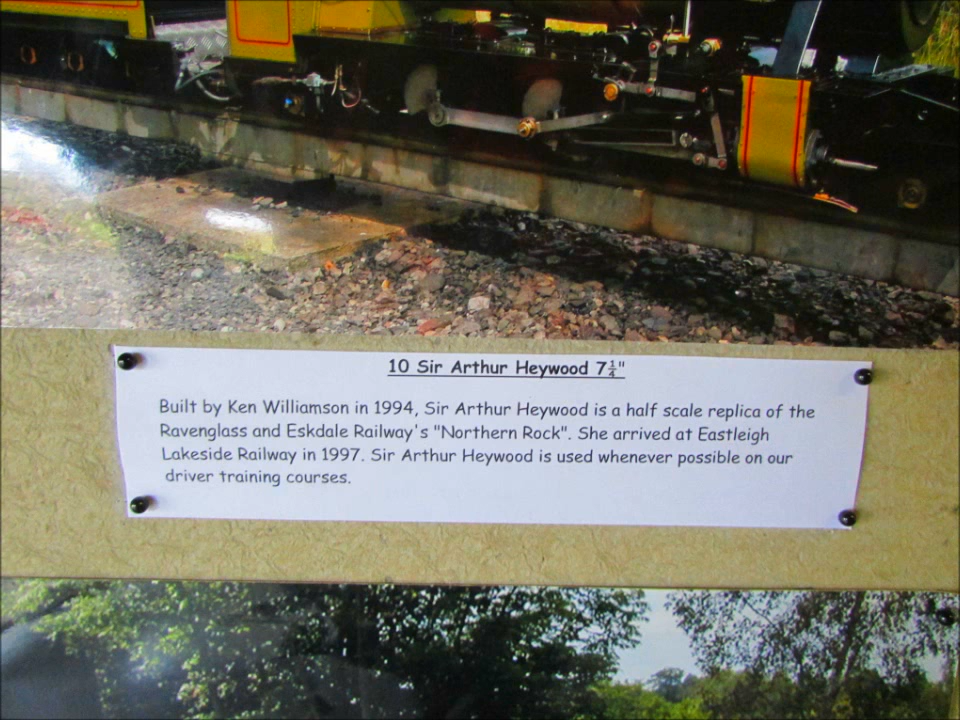 10 Sir Arthur Heywood 7¼"
Built by Ken Williamson in 1994, Sir Arthur Heywood is a half scale replica of the
Ravenglass and Eskdale Railway's "Northern Rock". She arrived at Eastleigh
Lakeside Railway in 1997. Sir Arthur Heywood is used whenever possible on our
driver training courses.